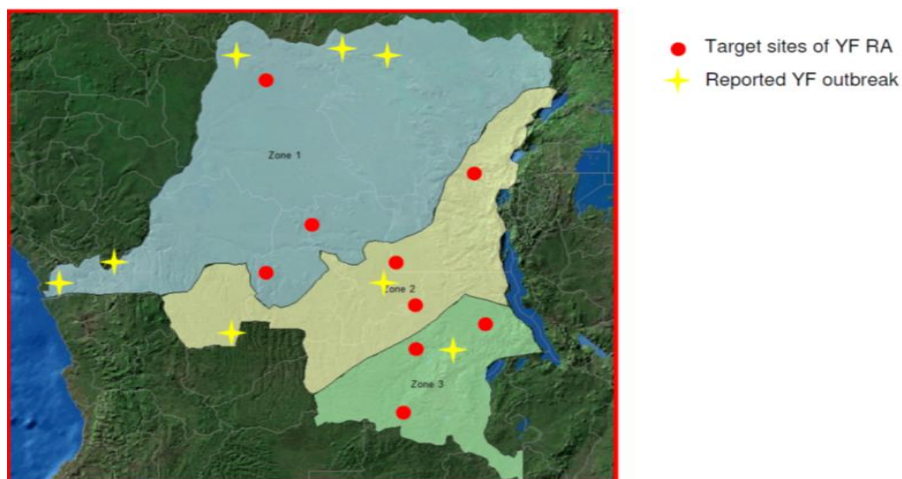 Target sites of YF RA
Reported YF outbreak
Zone 1
Zone 2
Zone 3